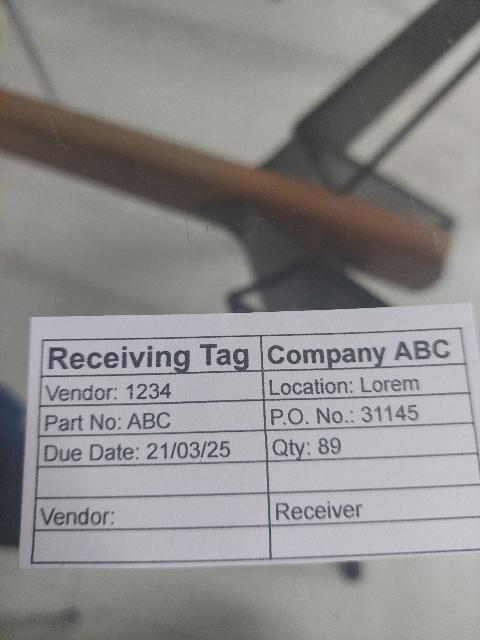 Receiving Tag Company ABC
Vendor: 1234 Location: Lorem
Part No: ABC P.O. No.: 31145
Due Date: 21/03/25 Qty: 89
Vendor: Receiver